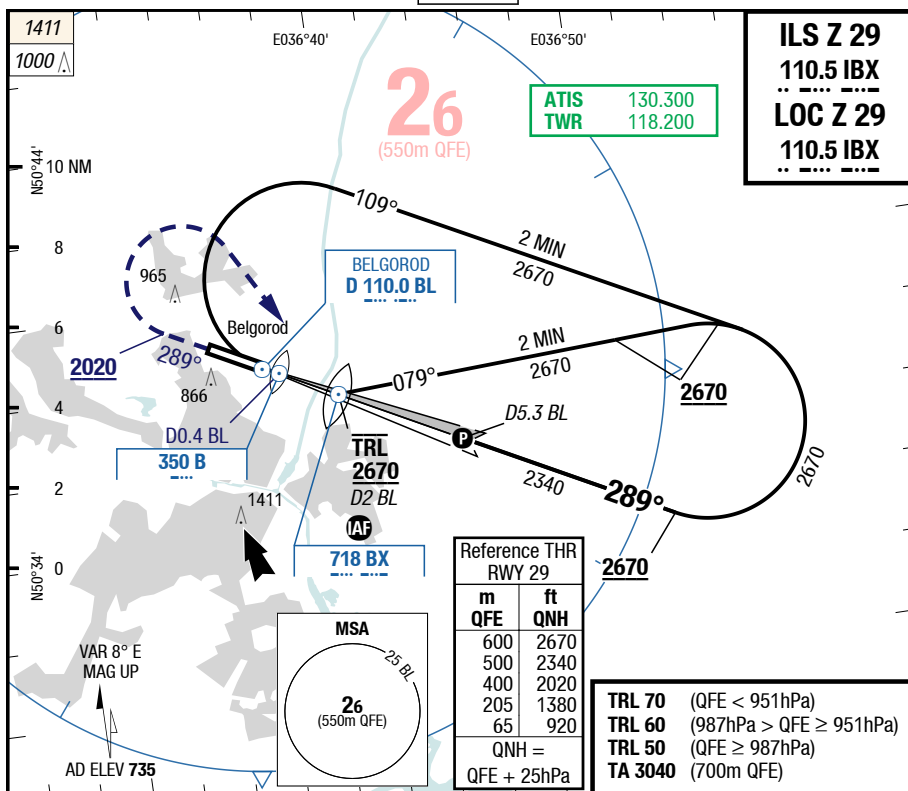 1411
1000
E036°40'
E036°50'
ILS Z 29
110.5 IBX
LOC Z 29
110.5 IBX
26
(550m QFE)
ATIS 130.300
TWR 118.200
N50°44'
10 NM
8
6
4
2
0
N50°34'
109°
2 MIN
2670
BELGOROD
D 110.0 BL
965
Belgorod
2020
289°
866
2 MIN
2670
079°
2670
D5.3 BL
P
D0.4 BL
350 B
TRL
2670
D2 BL
IAF
2340
289°
2670
2670
1411
718 BX
Reference THR
RWY 29
m ft
QFE QNH
600 2670
500 2340
400 2020
205 1380
65 920
QNH =
QFE + 25hPa
MSA
25 BL
26
(550m QFE)
VAR 8° E
MAG UP
AD ELEV 735
TRL 70 (QFE < 951hPa)
TRL 60 (987hPa > QFE ≥ 951hPa)
TRL 50 (QFE ≥ 987hPa)
TA 3040 (700m QFE)